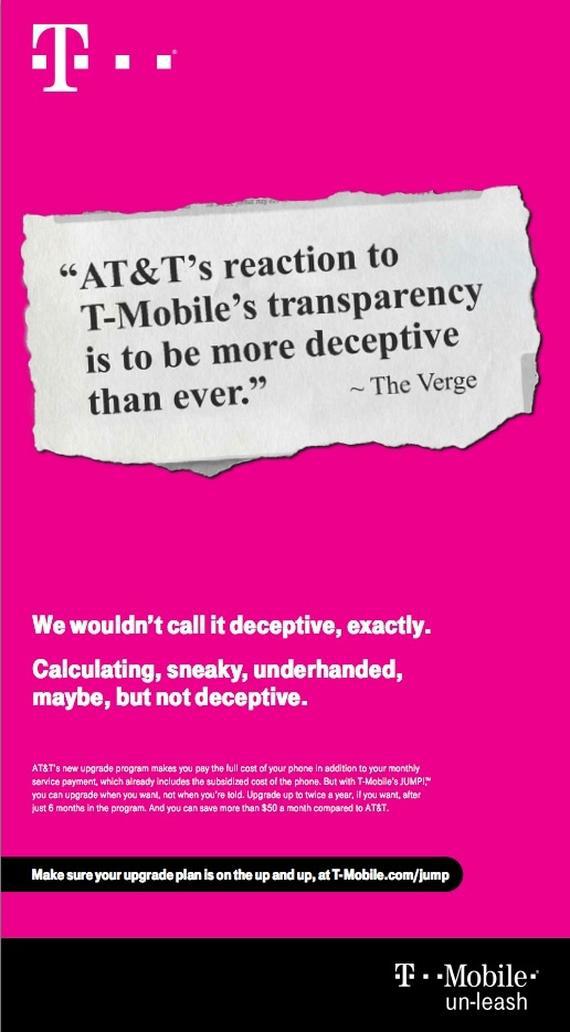 T
“AT&T’s reaction to
T-Mobile’s transparency
is to be more deceptive
than ever.” ~ The Verge
We wouldn’t call it deceptive, exactly.
Calculating, sneaky, underhanded,
maybe, but not deceptive.
AT&T’s new upgrade program makes you pay the full cost of your phone in addition to your monthly
service payment, which already includes the subsidized cost of the phone. But with T-Mobile’s JUMP!,℠
you can upgrade when you want, not when you’re told. Upgrade up to twice a year, if you want, after
just 6 months in the program. And you can save more than $50 a month compared to AT&T.
Make sure your upgrade plan is on the up and up, at T-Mobile.com/jump
T Mobile
un-leash